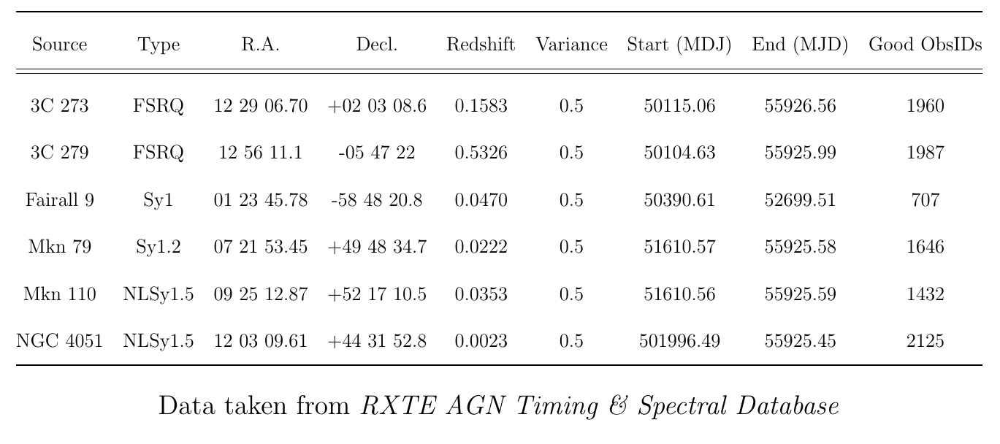 Source Type R.A. Decl. Redshift Variance Start (MDJ) End (MJD) Good ObsIDs
3C 273 FSRQ 12 29 06.70 +02 03 08.6 0.1583 0.5 50115.06 55926.56 1960
3C 279 FSRQ 12 56 11.1 -05 47 22 0.5326 0.5 50104.63 55925.99 1987
Fairall 9 Sy1 01 23 45.78 -58 48 20.8 0.0470 0.5 50390.61 52699.51 707
Mkn 79 Sy1.2 07 21 53.45 +49 48 34.7 0.0222 0.5 51610.57 55925.58 1646
Mkn 110 NLSy1.5 09 25 12.87 +52 17 10.5 0.0353 0.5 51610.56 55925.59 1432
NGC 4051 NLSy1.5 12 03 09.61 +44 31 52.8 0.0023 0.5 501996.49 55925.45 2125
Data taken from RXTE AGN Timing & Spectral Database